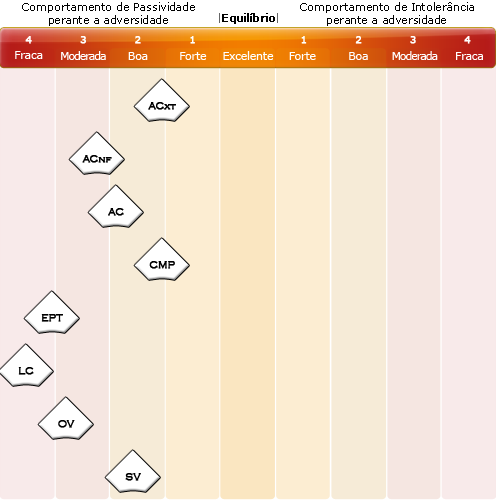 Comportamento de Passividade
perante a adversidade
|Equilíbrio|
Comportamento de Intolerância
perante a adversidade
4 3 2 1 1 2 3 4
Fraca Moderada Boa Forte Excelente Forte Boa Moderada Fraca
ACXT
ACNF
AC
CMP
EPT
LC
OV
SV